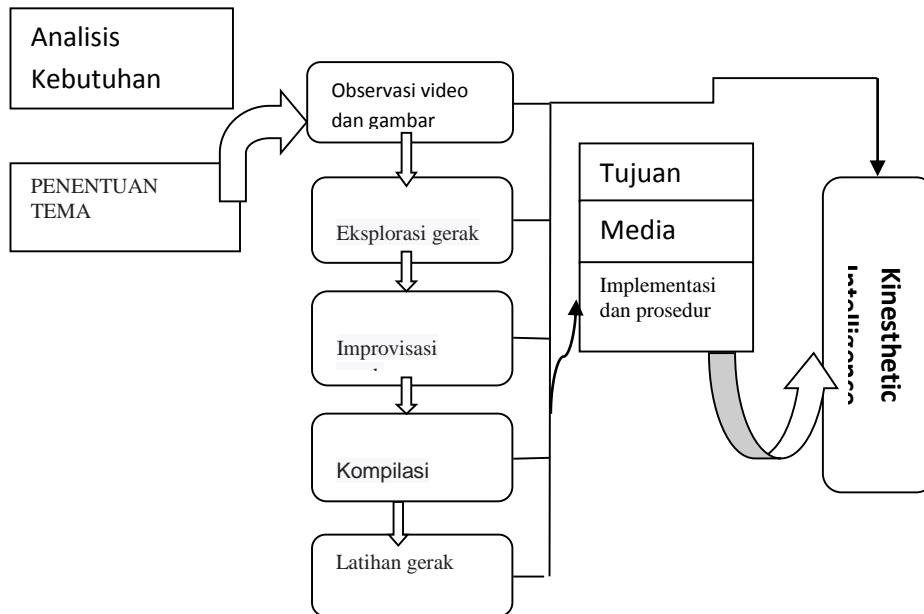 Analisis
Kebutuhan
PENENTUAN
TEMA
Observasi video
dan gambar
Eksplorasi gerak
Improvisasi
Kompilasi
Latihan gerak
Tujuan
Media
Implementasi
dan prosedur
Kinesthetic
Intelligence